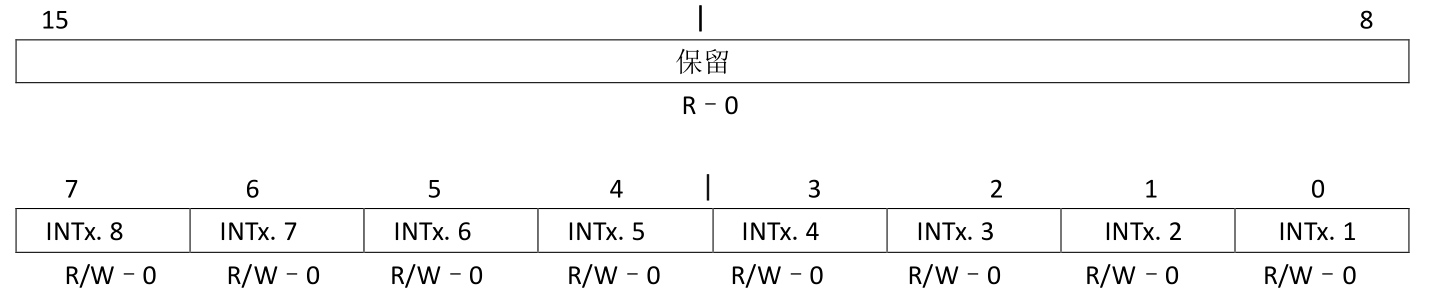 15 | 8
保留
R – 0
7 6 5 4 | 3 2 1 0
INTx. 8 INTx. 7 INTx. 6 INTx. 5 INTx. 4 INTx. 3 INTx. 2 INTx. 1
R/W – 0 R/W – 0 R/W – 0 R/W – 0 R/W – 0 R/W – 0 R/W – 0 R/W – 0